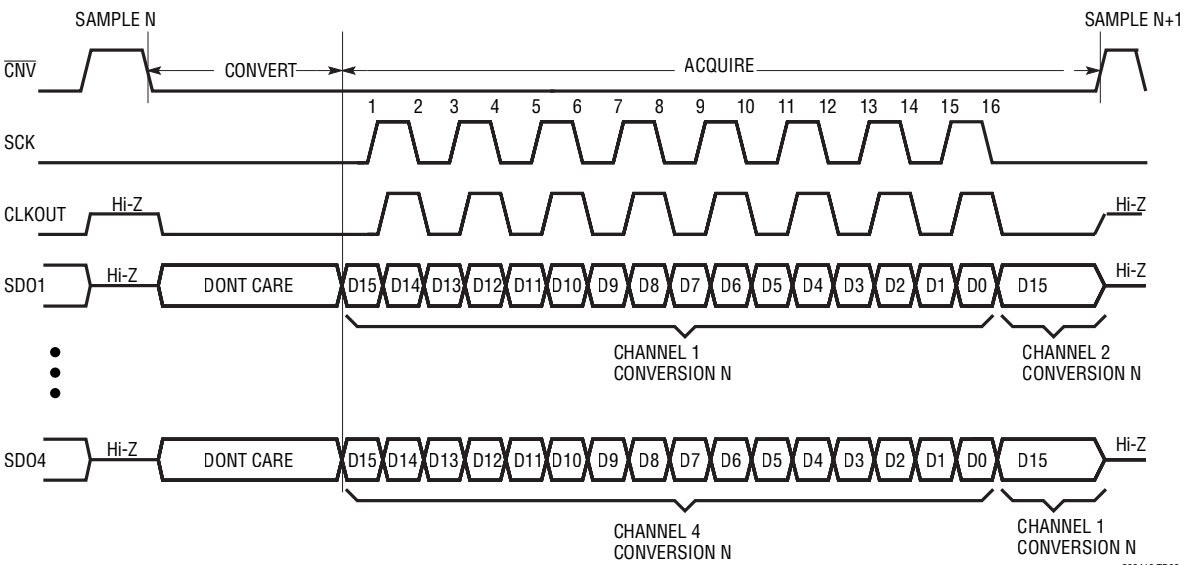 SAMPLE N
SAMPLE N+1
CNV
CONVERT
ACQUIRE
1 2 3 4 5 6 7 8 9 10 11 12 13 14 15 16
SCK
CLKOUT
Hi-Z
Hi-Z
SDO1
Hi-Z
DONT CARE
D15 D14 D13 D12 D11 D10 D9 D8 D7 D6 D5 D4 D3 D2 D1 D0 D15
Hi-Z
CHANNEL 1
CONVERSION N
CHANNEL 2
CONVERSION N
SDO4
Hi-Z
DONT CARE
D15 D14 D13 D12 D11 D10 D9 D8 D7 D6 D5 D4 D3 D2 D1 D0 D15
Hi-Z
CHANNEL 4
CONVERSION N
CHANNEL 1
CONVERSION N